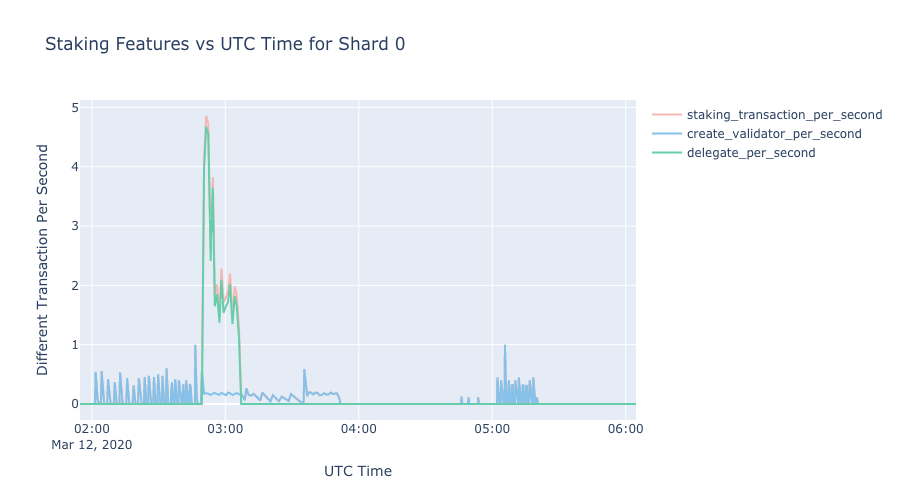 Staking Features vs UTC Time for Shard 0
staking_transaction_per_second
create_validator_per_second
delegate_per_second
Different Transaction Per Second
5
4
3
2
1
0
02:00 03:00 04:00 05:00 06:00
Mar 12, 2020
UTC Time